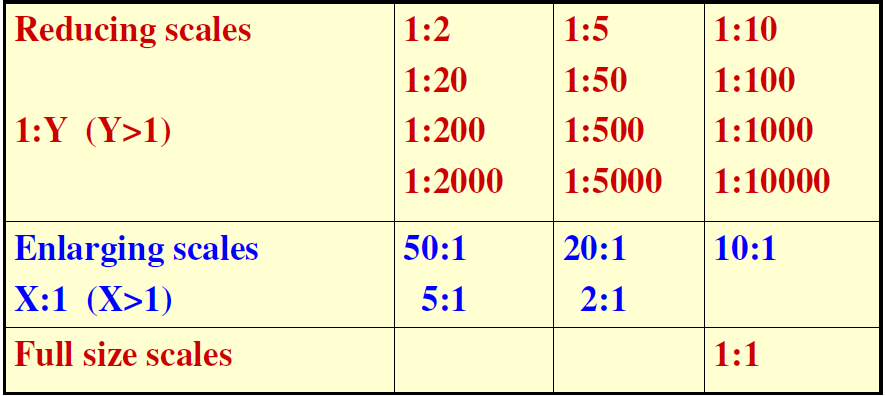 Reducing scales 1:2 1:5 1:10
1:20 1:50 1:100
1:Y (Y>1) 1:200 1:500 1:1000
1:2000 1:5000 1:10000
Enlarging scales 50:1 20:1 10:1
X:1 (X>1) 5:1 2:1
Full size scales 1:1